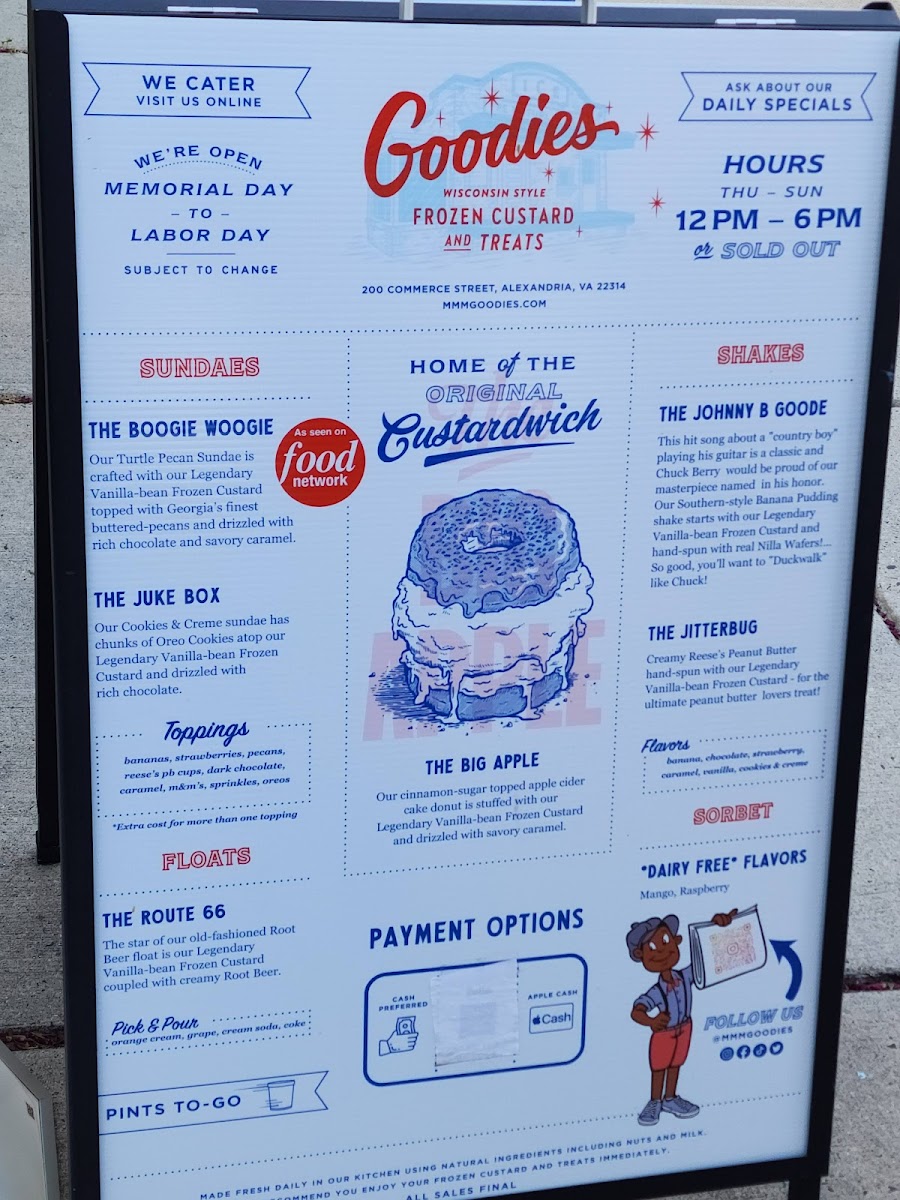 WE CATER
VISIT US ONLINE
WE'RE OPEN
MEMORIAL DAY
- TO -
LABOR DAY
SUBJECT TO CHANGE
Goodies
WISCONSIN STYLE
FROZEN CUSTARD
AND TREATS
200 COMMERCE STREET, ALEXANDRIA, VA 22314
MMMGOODIES.COM
ASK ABOUT OUR
DAILY SPECIALS
HOURS
THU – SUN
12 PM – 6 PM
or SOLD OUT
SUNDAES
THE BOOGIE WOOGIE
Our Turtle Pecan Sundae is
crafted with our Legendary
Vanilla-bean Frozen Custard
topped with Georgia's finest
buttered-pecans and drizzled with
rich chocolate and savory caramel.
As seen on
food
network
THE JUKE BOX
Our Cookies & Creme sundae has
chunks of Oreo Cookies atop our
Legendary Vanilla-bean Frozen
Custard and drizzled with
rich chocolate.
Toppings
bananas, strawberries, pecans,
reese's pb cups, dark chocolate,
caramel, m&m's, sprinkles, oreos
*Extra cost for more than one topping
FLOATS
THE ROUTE 66
The star of our old-fashioned Root
Beer float is our Legendary
Vanilla-bean Frozen Custard
coupled with creamy Root Beer.
Pick & Pour
orange cream, grape, cream soda, coke
PINTS TO-GO
HOME of THE
ORIGINAL
Custardwich
APPLE
THE BIG APPLE
Our cinnamon-sugar topped apple cider
cake donut is stuffed with our
Legendary Vanilla-bean Frozen Custard
and drizzled with savory caramel.
PAYMENT OPTIONS
CASH
PREFERRED
APPLE CASH
Cash
SHAKES
THE JOHNNY B GOODE
This hit song about a "country boy"
playing his guitar is a classic and
Chuck Berry would be proud of our
masterpiece named in his honor.
Our Southern-style Banana Pudding
shake starts with our Legendary
Vanilla-bean Frozen Custard and
hand-spun with real Nilla Wafers!...
So good, you'll want to "Duckwalk"
like Chuck!
THE JITTERBUG
Creamy Reese's Peanut Butter
hand-spun with our Legendary
Vanilla-bean Frozen Custard - for the
ultimate peanut butter lovers treat!
Flavors
banana, chocolate, strawberry,
caramel, vanilla, cookies & creme
SORBET
*DAIRY FREE* FLAVORS
Mango, Raspberry
FOLLOW US
@MMMGOODIES
MADE FRESH DAILY IN OUR KITCHEN USING NATURAL INGREDIENTS INCLUDING NUTS AND MILK.
YOU ENJOY YOUR FROZEN CUSTARD AND TREATS IMMEDIATELY.
ALL SALES FINAL